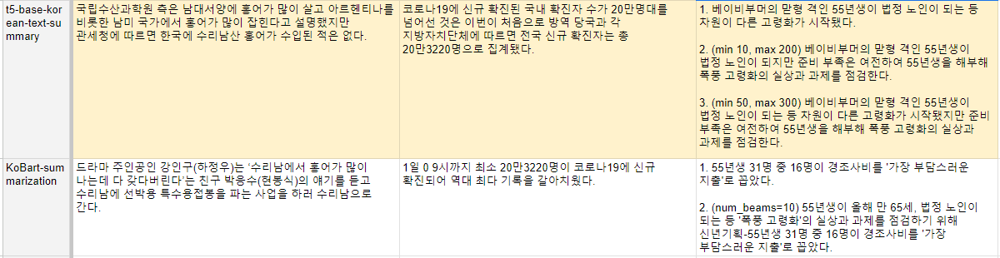 t5-base-kor
ean-text-su
mmary
국립수산과학원 측은 남대서양에 홍어가 많이 살고 아르헨티나를
비롯한 남미 국가에서 홍어가 많이 잡힌다고 설명했지만
관세청에 따르면 한국에 수리남산 홍어가 수입된 적은 없다.
코로나19에 신규 확진된 국내 확진자 수가 20만명대를
넘어선 것은 이번이 처음으로 방역 당국과 각
지방자치단체에 따르면 전국 신규 확진자는 총
20만3220명으로 집계됐다.
1. 베이비부머의 맏형 격인 55년생이 법정 노인이 되는 등
차원이 다른 고령화가 시작됐다.
2. (min 10, max 200) 베이비부머의 맏형 격인 55년생이
법정 노인이 되지만 준비 부족은 여전하여 55년생을 해부해
폭풍 고령화의 실상과 과제를 점검한다.
3. (min 50, max 300) 베이비부머의 맏형 격인 55년생이
법정 노인이 되는 등 차원이 다른 고령화가 시작됐지만 준비
부족은 여전하여 55년생을 해부해 폭풍 고령화의 실상과
과제를 점검한다.
KoBart-sum
marization
드라마 주인공인 강인구(하정우)는 ‘수리남에서 홍어가 많이
나는데 다 갖다버린다’는 친구 박응수(현봉식)의 얘기를 듣고
수리남에 선박용 특수용접봉을 파는 사업을 하러 수리남으로
간다.
1일 0 9시까지 최소 20만3220명이 코로나19에 신규
확진되어 역대 최다 기록을 갈아치웠다.
1. 55년생 31명 중 16명이 경조사비를 '가장 부담스러운
지출'로 꼽았다.
2. (num_beams=10) 55년생이 올해 만 65세, 법정 노인이
되는 등 '폭풍 고령화'의 실상과 과제를 점검하기 위해
신년기획-55년생 31명 중 16명이 경조사비를 '가장
부담스러운 지출'로 꼽았다.